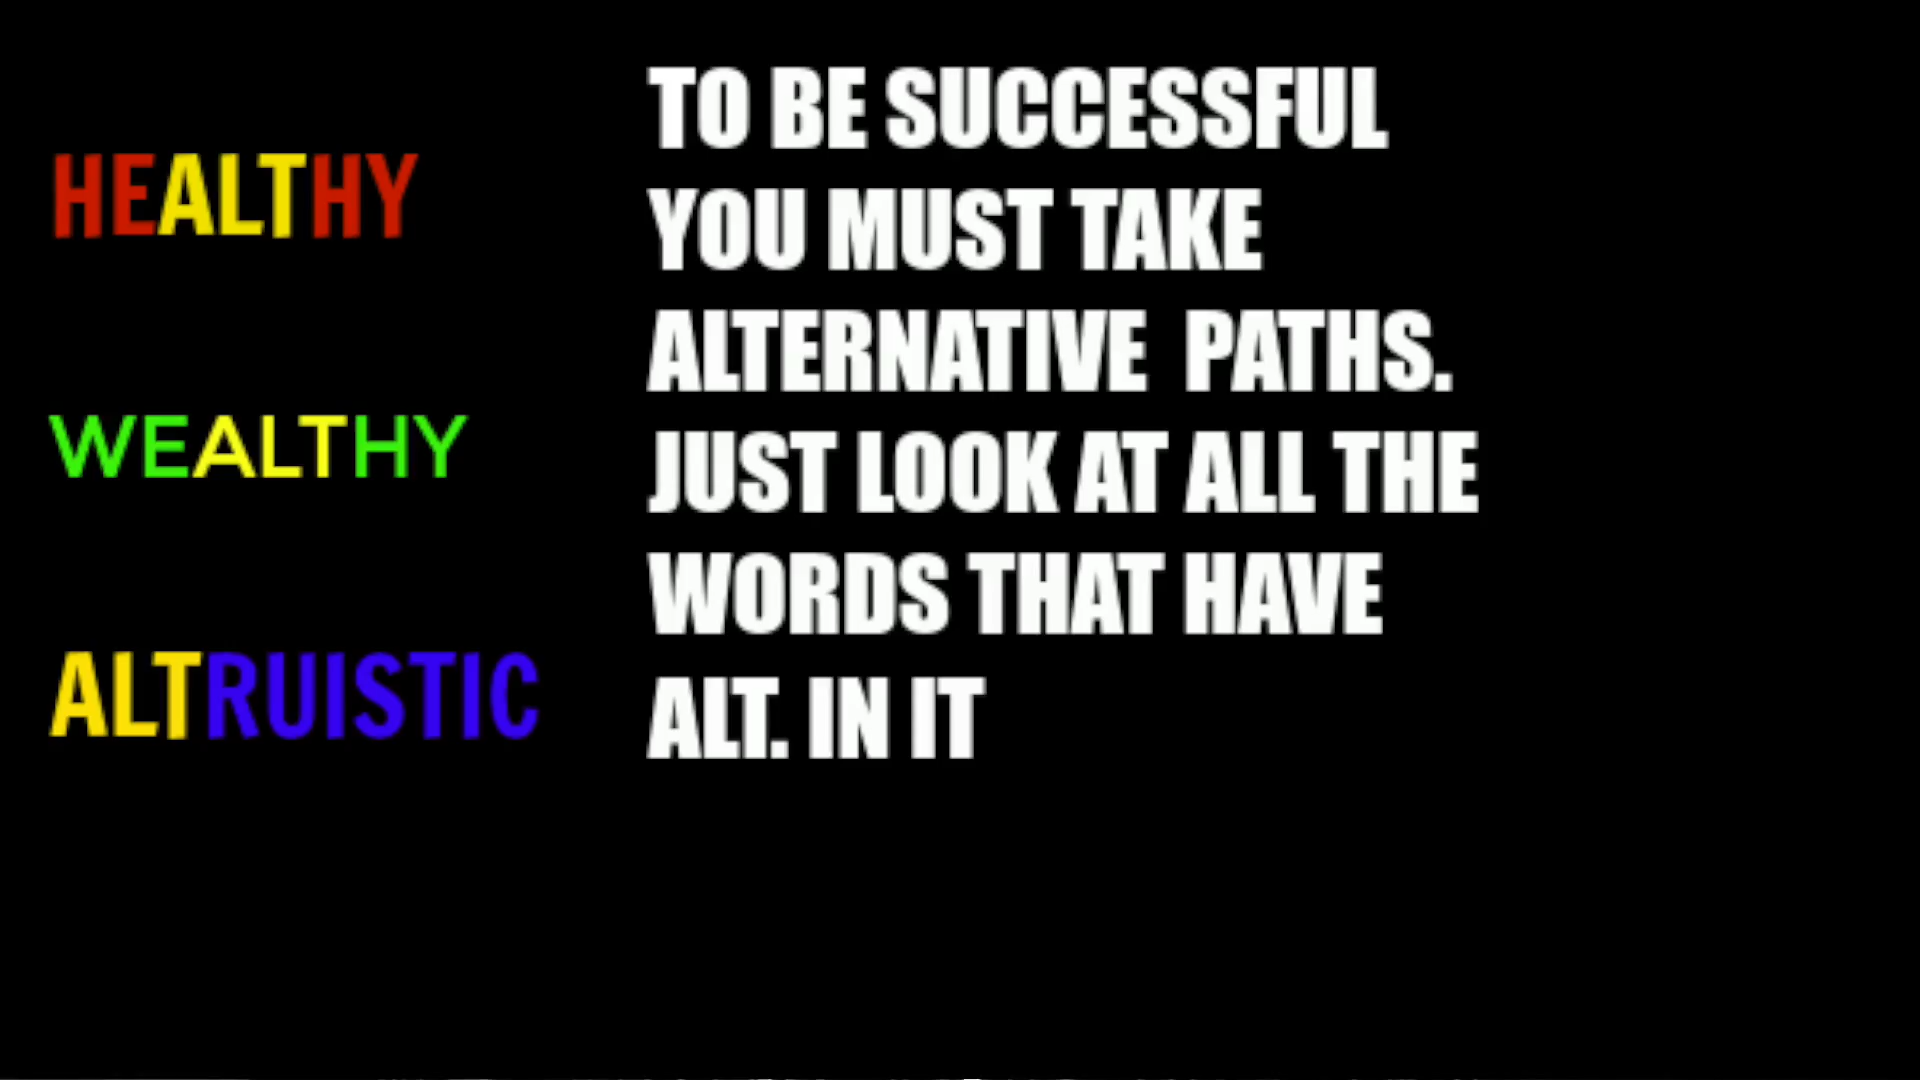 HEALTHY
WEALTHY
ALTRUISTIC
TO BE SUCCESSFUL
YOU MUST TAKE
ALTERNATIVE PATHS.
JUST LOOK AT ALL THE
WORDS THAT HAVE
ALT. IN IT